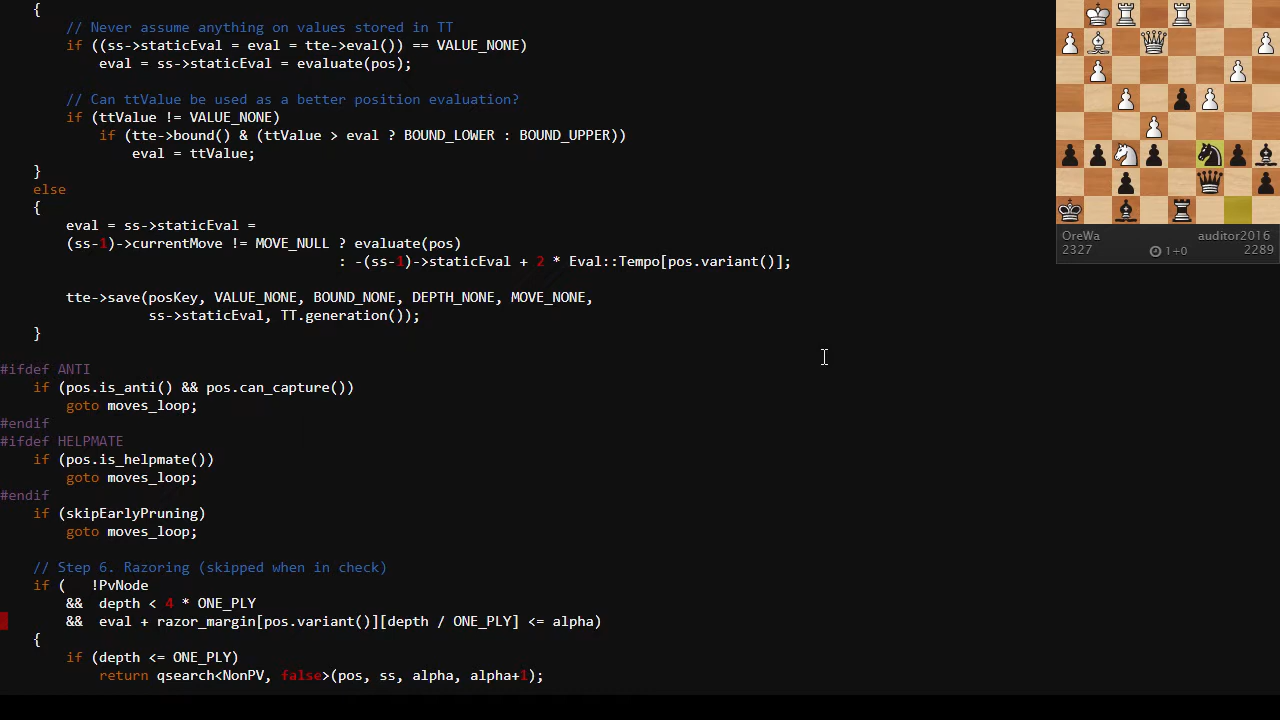 {
// Never assume anything on values stored in TT
if ((ss->staticEval = eval = tte->eval()) == VALUE_NONE)
eval = ss->staticEval = evaluate(pos);
// Can ttValue be used as a better position evaluation?
if (ttValue != VALUE_NONE)
if (tte->bound() & (ttValue > eval ? BOUND_LOWER : BOUND_UPPER))
eval = ttValue;
}
else
{
eval = ss->staticEval =
(ss-1)->currentMove != MOVE_NULL ? evaluate(pos)
: -(ss-1)->staticEval + 2 * Eval::Tempo[pos.variant()];
tte->save(posKey, VALUE_NONE, BOUND_NONE, DEPTH_NONE, MOVE_NONE,
ss->staticEval, TT.generation());
}
#ifdef ANTI
if (pos.is_anti() && pos.can_capture())
goto moves_loop;
#endif
#ifdef HELPMATE
if (pos.is_helpmate())
goto moves_loop;
#endif
if (skipEarlyPruning)
goto moves_loop;
// Step 6. Razoring (skipped when in check)
if (   !PvNode
&&  depth < 4 * ONE_PLY
&&  eval + razor_margin[pos.variant()][depth / ONE_PLY] <= alpha)
{
if (depth <= ONE_PLY)
return qsearch<NonPV, false>(pos, ss, alpha, alpha+1);
OreWa auditor2016
2327 1+0 2289